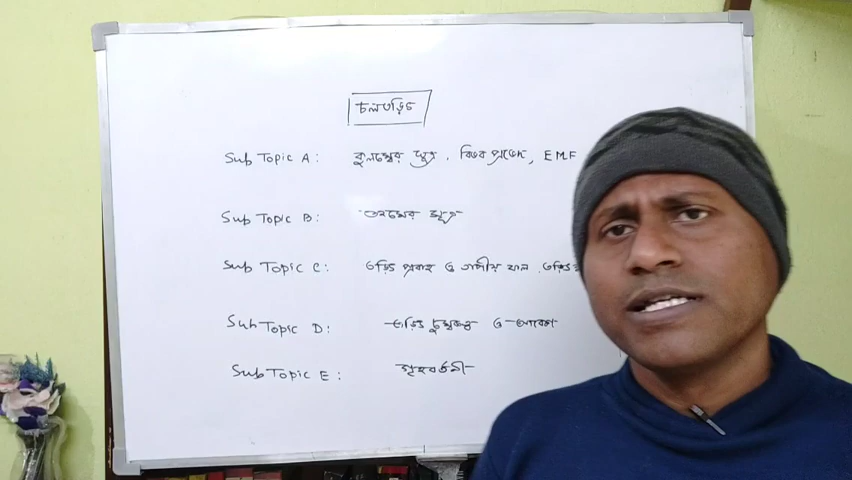 চলতড়িৎ
Sub Topic A: কুলম্বের সূত্র, বিভব প্রভেদ, EMF
Sub Topic B: ওহমের সূত্র
Sub Topic C: তড়িৎ প্রবাহ ও তাপীয় ফল, তড়িৎ
Sub Topic D: তড়িৎ চুম্বকত্ব ও আবেশ
Sub Topic E: গৃহবর্তনী